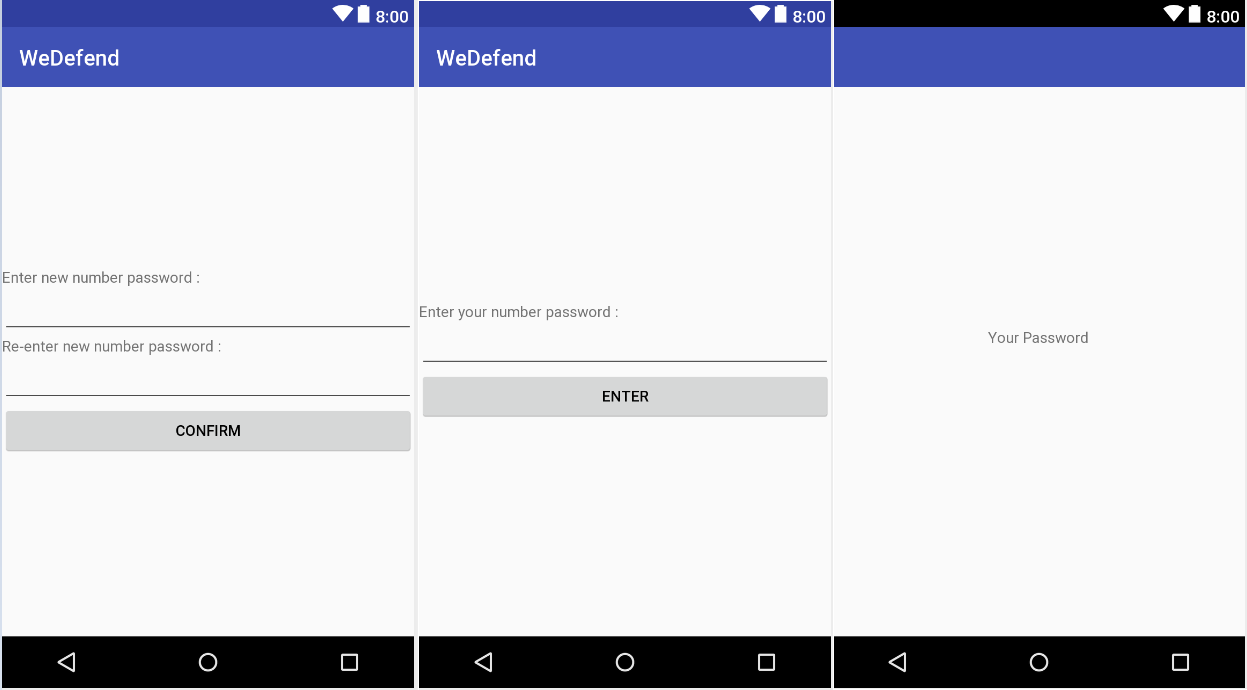 8:00
WeDefend
Enter new number password :
Re-enter new number password :
CONFIRM
8:00
WeDefend
Enter your number password :
ENTER
8:00
Your Password